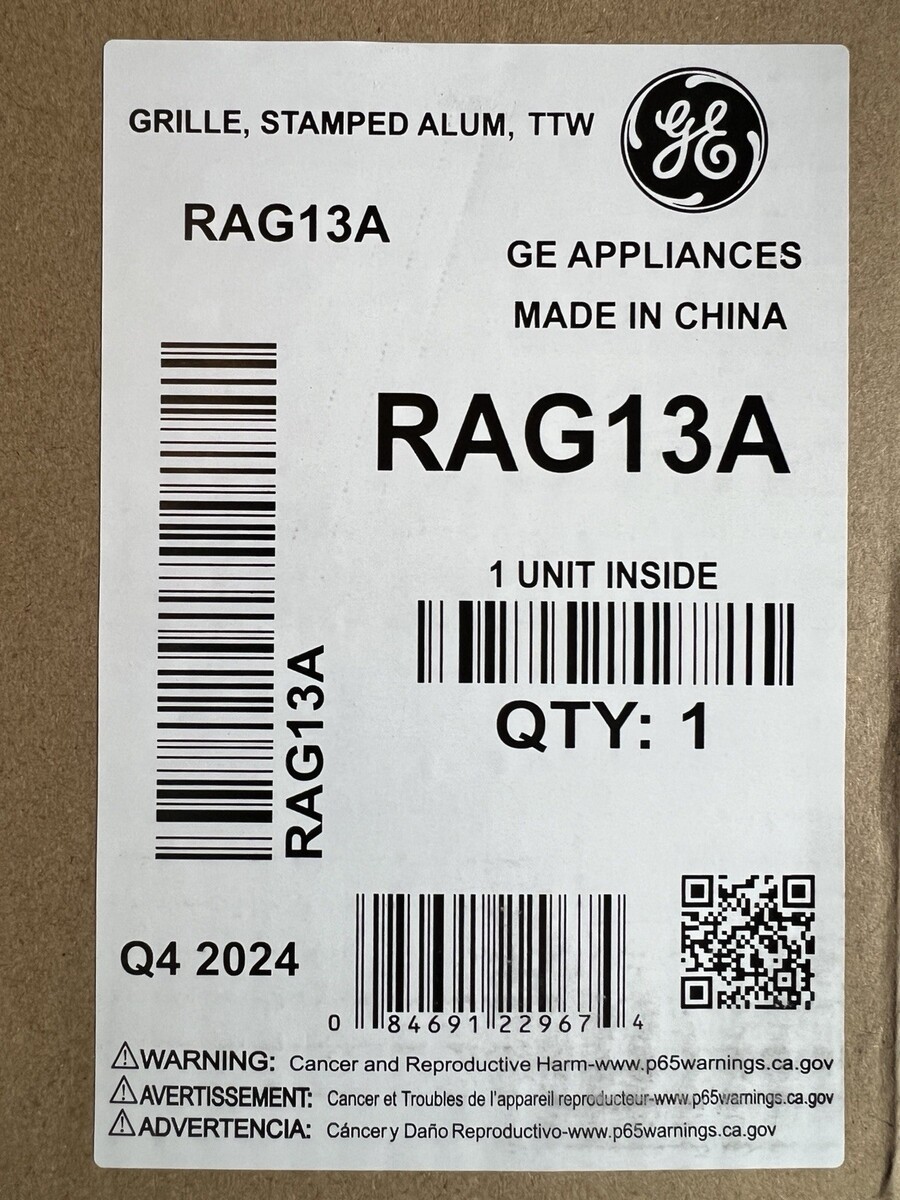 GRILLE, STAMPED ALUM, TTW
GE
RAG13A
GE APPLIANCES
MADE IN CHINA
RAG13A
1 UNIT INSIDE
QTY: 1
RAG13A
Q4 2024
0 84691 22967 4
WARNING: Cancer and Reproductive Harm-www.p65warnings.ca.gov
AVERTISSEMENT: Cancer et Troubles de l'appareil reproducteur-www.p65warnings.ca.gov
ADVERTENCIA: Cáncer y Daño Reproductivo-www.p65warnings.ca.gov